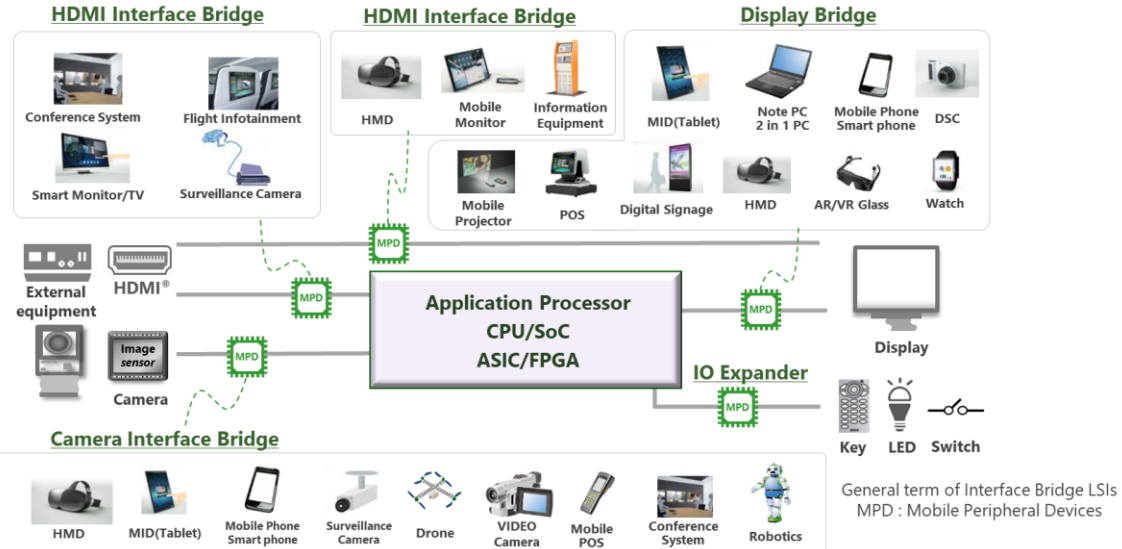 HDMI Interface Bridge
Conference System
Flight Infotainment
Smart Monitor/TV
Surveillance Camera
HDMI Interface Bridge
HMD
Mobile
Monitor
Information
Equipment
Display Bridge
MID(Tablet)
Note PC
2 in 1 PC
Mobile Phone
Smart phone
DSC
Mobile
Projector
POS
Digital Signage
HMD
AR/VR Glass
Watch
MPD
External
equipment
HDMI®
MPD
Application Processor
CPU/SoC
ASIC/FPGA
MPD
Display
Image
sensor
Camera
MPD
IO Expander
MPD
Key
LED
Switch
Camera Interface Bridge
HMD
MID(Tablet)
Mobile Phone
Smart phone
Surveillance
Camera
Drone
VIDEO
Camera
Mobile
POS
Conference
System
Robotics
General term of Interface Bridge LSIs
MPD : Mobile Peripheral Devices